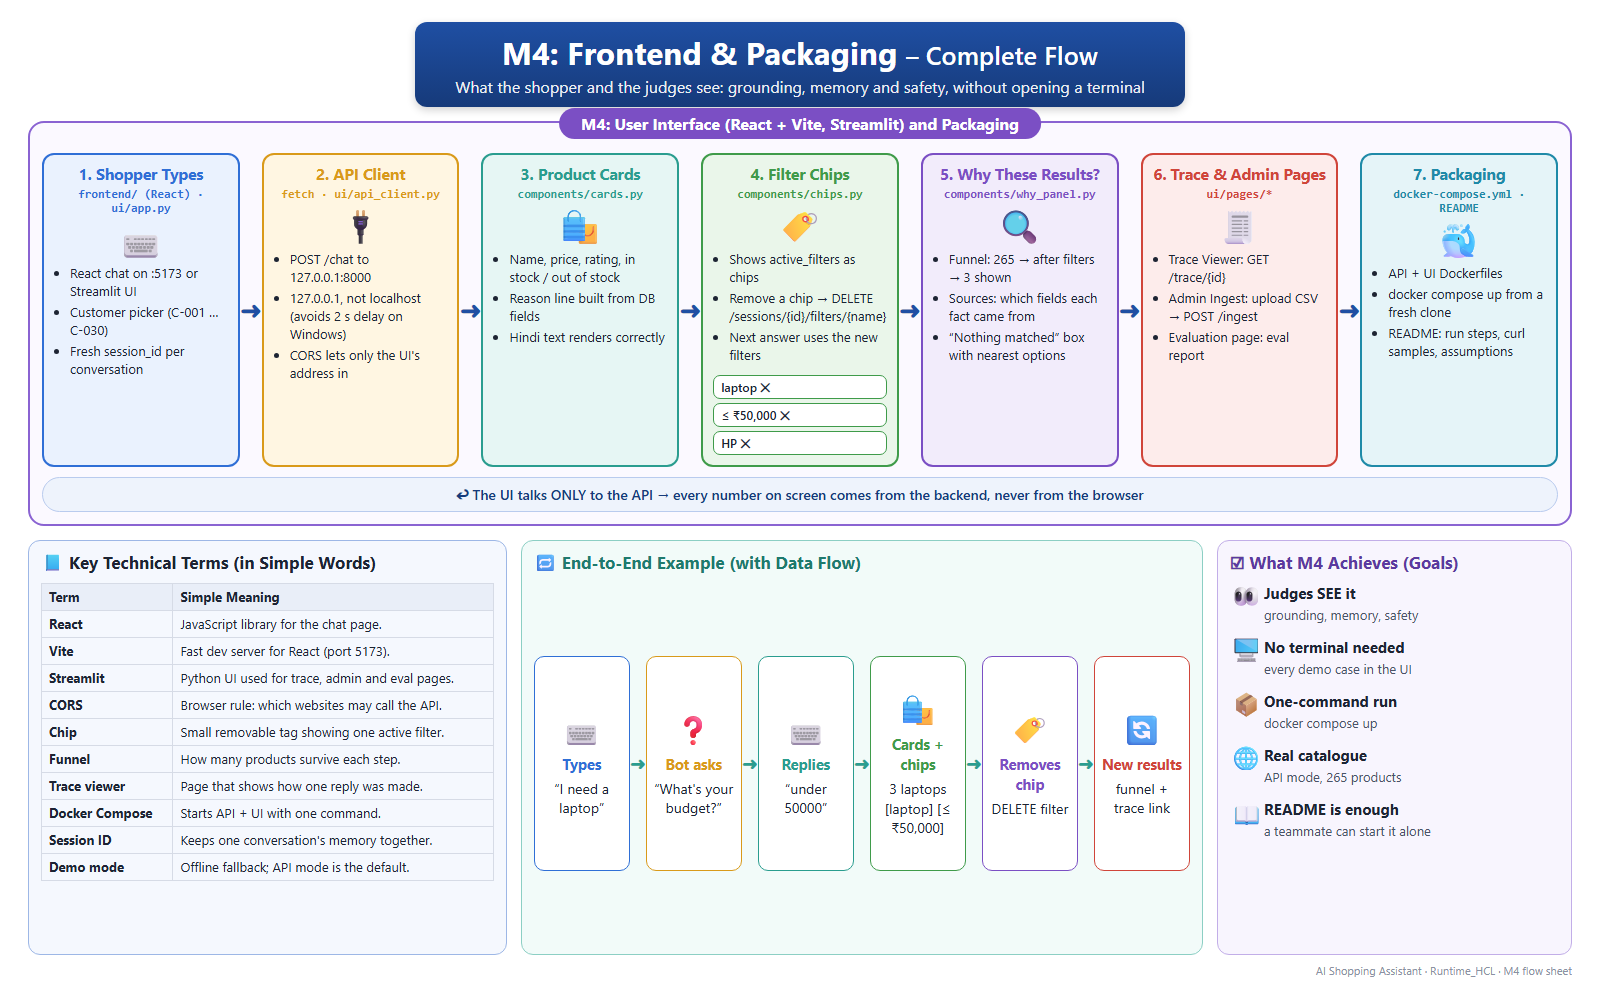 M4: Frontend & Packaging – Complete Flow
What the shopper and the judges see: grounding, memory and safety, without opening a terminal
M4: User Interface (React + Vite, Streamlit) and Packaging
1. Shopper Types
frontend/ (React) ·
ui/app.py
React chat on :5173 or
Streamlit UI
Customer picker (C-001 ...
C-030)
Fresh session_id per
conversation
2. API Client
fetch · ui/api_client.py
POST /chat to
127.0.0.1:8000
127.0.0.1, not localhost
(avoids 2 s delay on
Windows)
CORS lets only the UI's
address in
3. Product Cards
components/cards.py
Name, price, rating, in
stock / out of stock
Reason line built from DB
fields
Hindi text renders correctly
4. Filter Chips
components/chips.py
Shows active_filters as
chips
Remove a chip → DELETE
/sessions/{id}/filters/{name}
Next answer uses the new
filters
laptop ✕
≤ ₹50,000 ✕
HP ✕
5. Why These Results?
components/why_panel.py
Funnel: 265 → after filters
→ 3 shown
Sources: which fields each
fact came from
“Nothing matched” box
with nearest options
6. Trace & Admin Pages
ui/pages/*
Trace Viewer: GET
/trace/{id}
Admin Ingest: upload CSV
→ POST /ingest
Evaluation page: eval
report
7. Packaging
docker-compose.yml ·
README
API + UI Dockerfiles
docker compose up from a
fresh clone
README: run steps, curl
samples, assumptions
↩ The UI talks ONLY to the API → every number on screen comes from the backend, never from the browser
Key Technical Terms (in Simple Words)
Term Simple Meaning
React JavaScript library for the chat page.
Vite Fast dev server for React (port 5173).
Streamlit Python UI used for trace, admin and eval pages.
CORS Browser rule: which websites may call the API.
Chip Small removable tag showing one active filter.
Funnel How many products survive each step.
Trace viewer Page that shows how one reply was made.
Docker Compose Starts API + UI with one command.
Session ID Keeps one conversation's memory together.
Demo mode Offline fallback; API mode is the default.
End-to-End Example (with Data Flow)
Types
“I need a
laptop”
Bot asks
“What's your
budget?”
Replies
“under
50000”
Cards +
chips
3 laptops
[laptop] [≤
₹50,000]
Removes
chip
DELETE filter
New results
funnel +
trace link
☑ What M4 Achieves (Goals)
Judges SEE it
grounding, memory, safety
No terminal needed
every demo case in the UI
One-command run
docker compose up
Real catalogue
API mode, 265 products
README is enough
a teammate can start it alone
AI Shopping Assistant · Runtime_HCL · M4 flow sheet